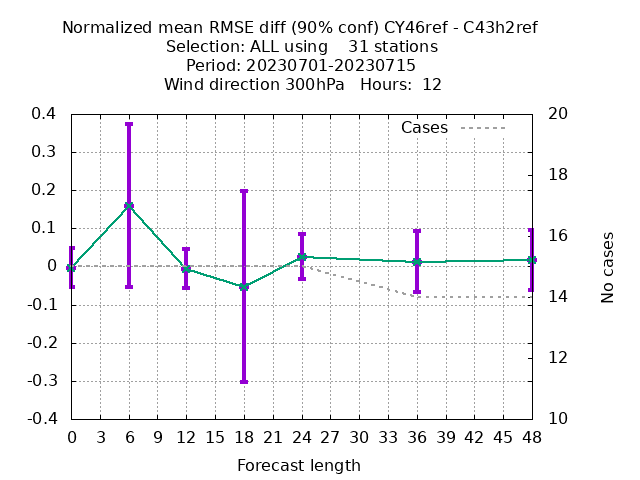 Normalized mean RMSE diff (90% conf) CY46ref - C43h2ref
Selection: ALL using    31 stations
Period: 20230701-20230715
Wind direction 300hPa   Hours:  12
Cases
0.4
0.3
0.2
0.1
0
-0.1
-0.2
-0.3
-0.4
20
18
16
14
12
10
No cases
0 3 6 9 12 15 18 21 24 27 30 33 36 39 42 45 48
Forecast length